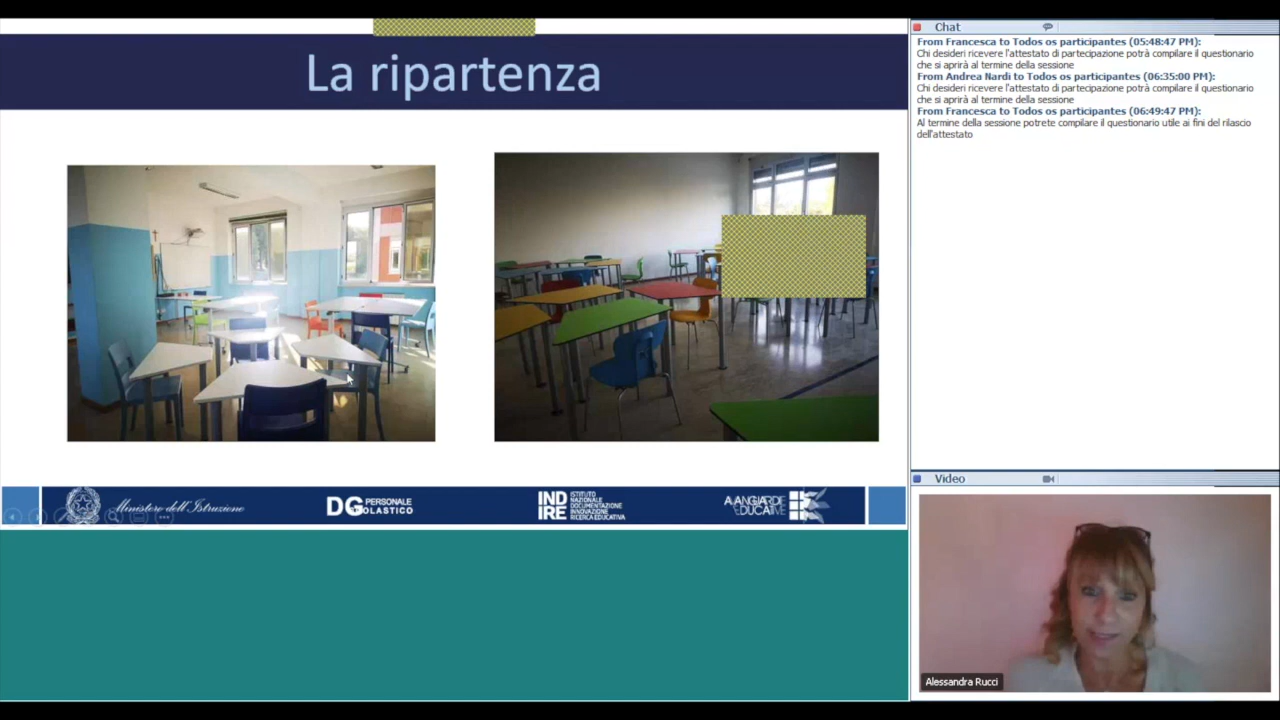 La ripartenza
Ministero dell'Istruzione
DG PERSONALE
SCOLASTICO
IND
IRE
ISTITUTO
NAZIONALE
DOCUMENTAZIONE
INNOVAZIONE
RICERCA EDUCATIVA
AVANGUARDIE
EDUCATIVE
Chat
From Francesca to Todos os participantes (05:48:47 PM):
Chi desideri ricevere l'attestato di partecipazione potrà compilare il questionario
che si aprirà al termine della sessione
From Andrea Nardi to Todos os participantes (06:35:00 PM):
Chi desideri ricevere l'attestato di partecipazione potrà compilare il questionario
che si aprirà al termine della sessione
From Francesca to Todos os participantes (06:49:47 PM):
Al termine della sessione potrete compilare il questionario utile ai fini del rilascio
dell'attestato
Video
Alessandra Rucci